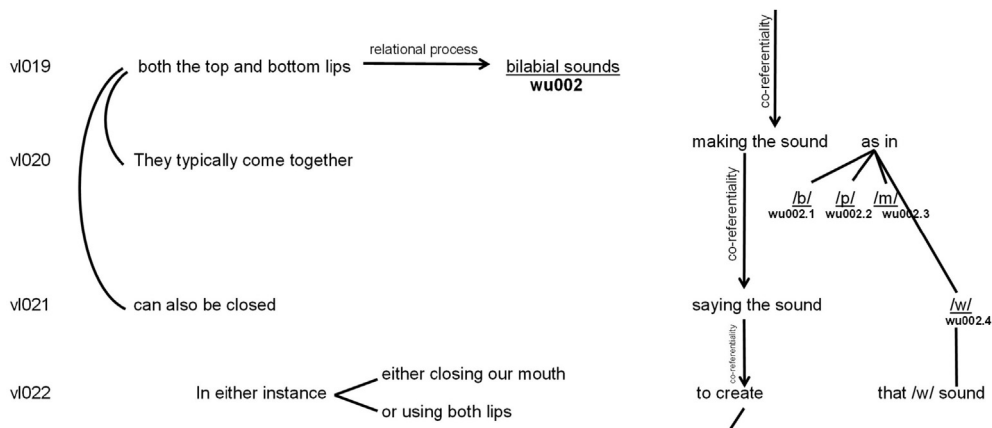 vl019
both the top and bottom lips
relational process
bilabial sounds
wu002
co-referentiality
vl020
They typically come together
making the sound
as in
/b/
wu002.1
/p/
wu002.2
/m/
wu002.3
co-referentiality
vl021
can also be closed
saying the sound
/w/
wu002.4
co-referentiality
vl022
In either instance
either closing our mouth
or using both lips
to create
that /w/ sound